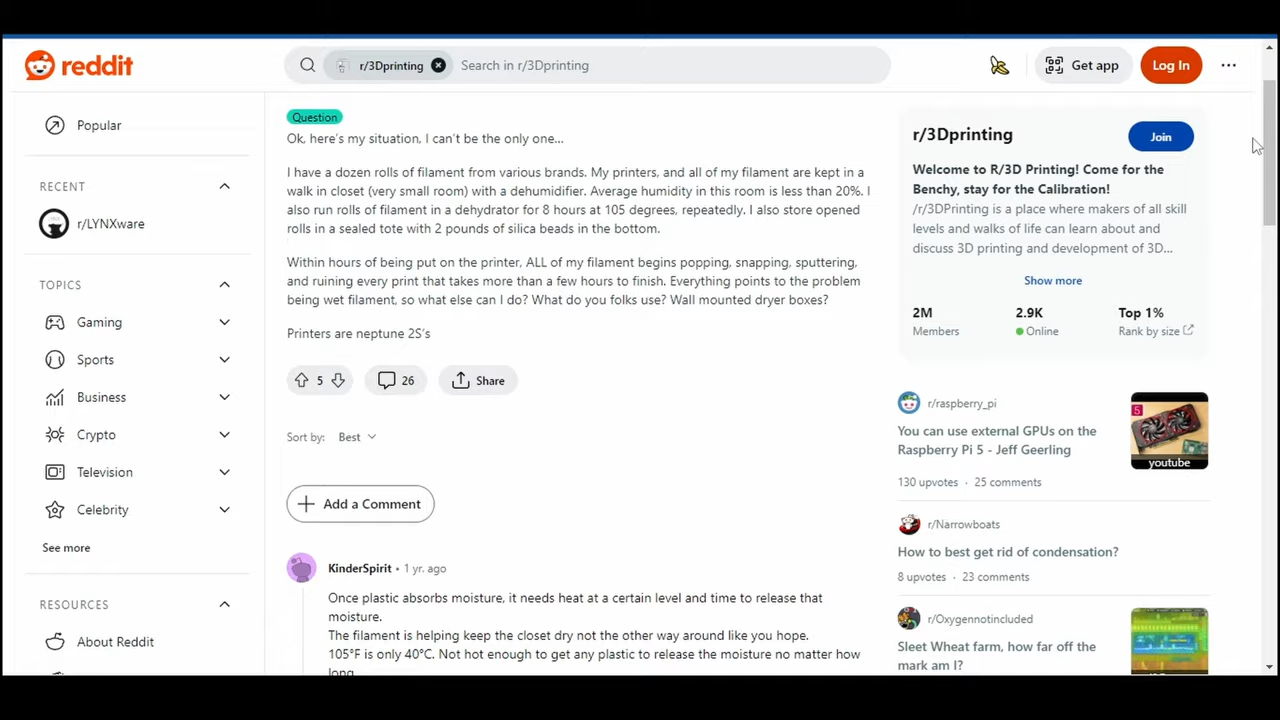 reddit
r/3Dprinting
Search in r/3Dprinting
Get app
Log In
Popular
RECENT
r/LYNXware
TOPICS
Gaming
Sports
Business
Crypto
Television
Celebrity
See more
RESOURCES
About Reddit
Question
Ok, here's my situation, I can't be the only one...
I have a dozen rolls of filament from various brands. My printers, and all of my filament are kept in a
walk in closet (very small room) with a dehumidifier. Average humidity in this room is less than 20%. I
also run rolls of filament in a dehydrator for 8 hours at 105 degrees, repeatedly. I also store opened
rolls in a sealed tote with 2 pounds of silica beads in the bottom.
Within hours of being put on the printer, ALL of my filament begins popping, snapping, sputtering,
and ruining every print that takes more than a few hours to finish. Everything points to the problem
being wet filament, so what else can I do? What do you folks use? Wall mounted dryer boxes?
Printers are neptune 2S's
5
26
Share
Sort by: Best
Add a Comment
KinderSpirit • 1 yr. ago
Once plastic absorbs moisture, it needs heat at a certain level and time to release that
moisture.
The filament is helping keep the closet dry not the other way around like you hope.
105°F is only 40°C. Not hot enough to get any plastic to release the moisture no matter how
long.
r/3Dprinting
Join
Welcome to R/3D Printing! Come for the
Benchy, stay for the Calibration!
/r/3DPrinting is a place where makers of all skill
levels and walks of life can learn about and
discuss 3D printing and development of 3D...
Show more
2M 2.9K Top 1%
Members Online Rank by size
r/raspberry_pi
You can use external GPUs on the
Raspberry Pi 5 - Jeff Geerling
130 upvotes · 25 comments
5
youtube
r/Narrowboats
How to best get rid of condensation?
8 upvotes · 23 comments
r/Oxygennotincluded
Sleet Wheat farm, how far off the
mark am I?